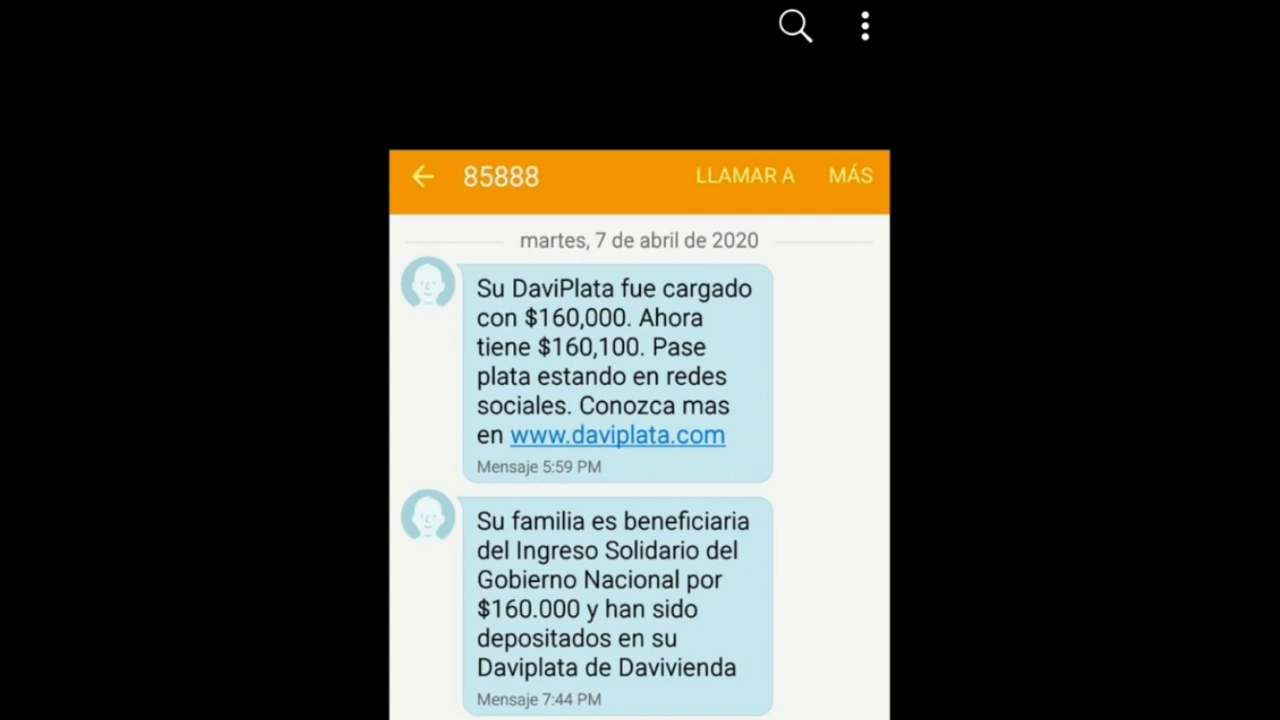 85888 LLAMAR A MÁS
martes, 7 de abril de 2020
Su DaviPlata fue cargado
con $160,000. Ahora
tiene $160,100. Pase
plata estando en redes
sociales. Conozca mas
en www.daviplata.com
Mensaje 5:59 PM
Su familia es beneficiaria
del Ingreso Solidario del
Gobierno Nacional por
$160.000 y han sido
depositados en su
Daviplata de Davivienda
Mensaje 7:44 PM